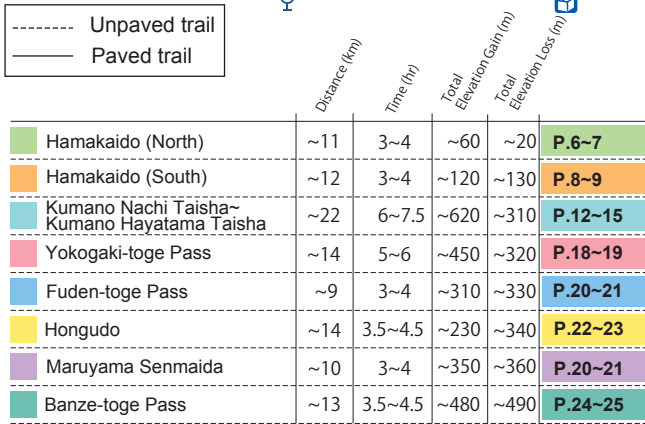 Unpaved trail
Paved trail
Distance (km)
Time (hr)
Total
Elevation Gain (m)
Total
Elevation Loss (m)
Hamakaido (North) ~11 3~4 ~60 ~20 P.6~7
Hamakaido (South) ~12 3~4 ~120 ~130 P.8~9
Kumano Nachi Taisha~
Kumano Hayatama Taisha ~22 6~7.5 ~620 ~310 P.12~15
Yokogaki-toge Pass ~14 5~6 ~450 ~320 P.18~19
Fuden-toge Pass ~9 3~4 ~310 ~330 P.20~21
Hongudo ~14 3.5~4.5 ~230 ~340 P.22~23
Maruyama Senmaida ~10 3~4 ~350 ~360 P.20~21
Banze-toge Pass ~13 3.5~4.5 ~480 ~490 P.24~25